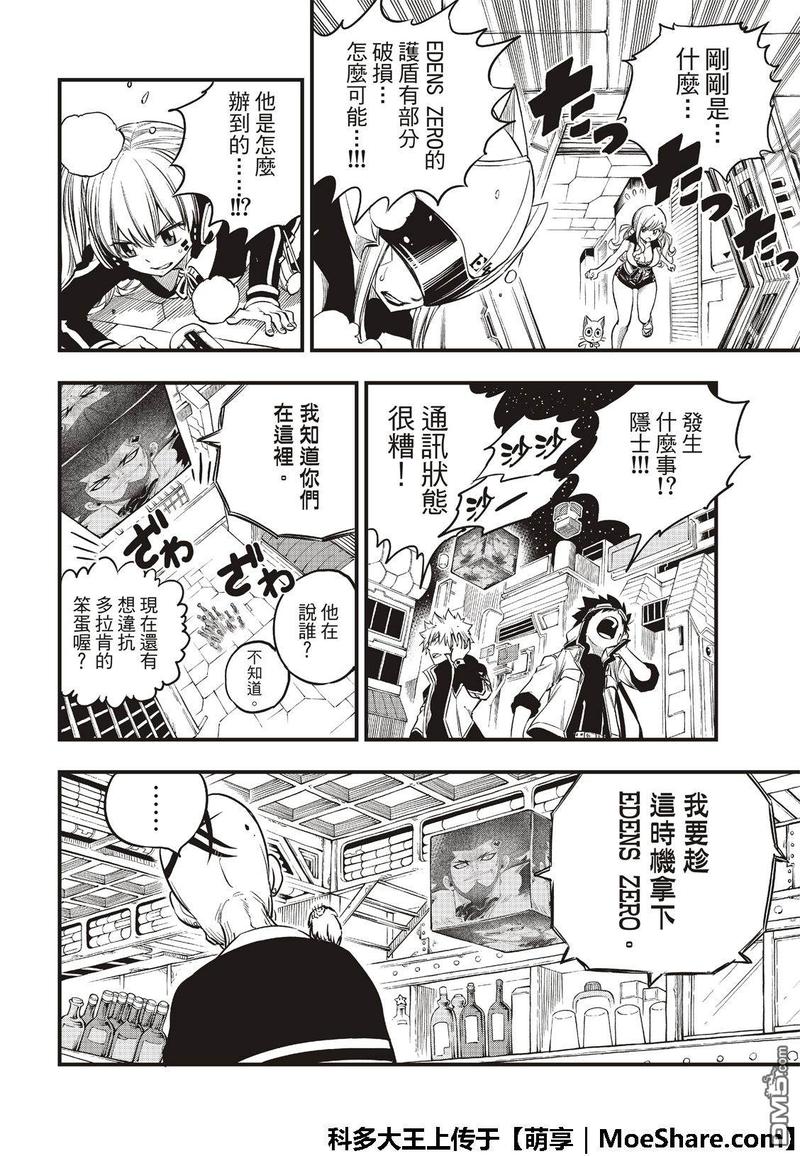 剛剛是…
什麼…
たっ
たっ
たっ
EDENS ZERO的
護盾有部分
破損…
怎麼可能…!!!
他是怎麼
辦到的……!!?
發生
什麼事!?
隱士!!!
沙沙
沙沙
通訊狀態
很糟！
我知道你們
在這裡。
ざわ
ざわ
他在
說誰？
不知道。
現在還有
想違抗
多拉肯的
笨蛋喔？
我要趁
這時機拿下
EDENS ZERO。
……
科多大王上传于【萌享｜MoeShare.com】
DM5.com